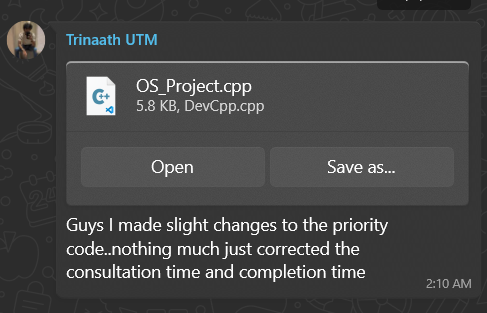 Trinaath UTM
OS_Project.cpp
5.8 KB, DevCpp.cpp
Open
Save as...
Guys I made slight changes to the priority
code..nothing much just corrected the
consultation time and completion time
2:10 AM